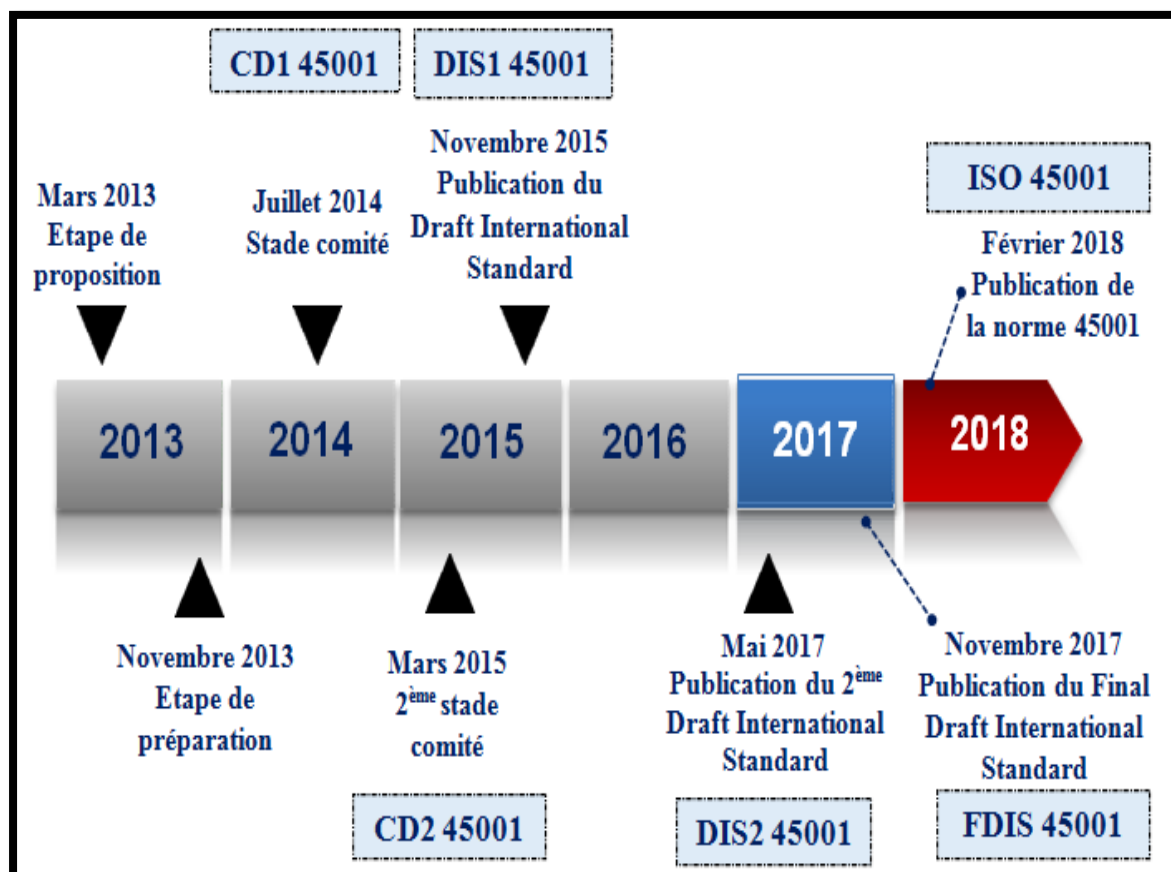 CD1 45001
DIS1 45001
ISO 45001
Mars 2013
Etape de
proposition
Juillet 2014
Stade comité
Novembre 2015
Publication du
Draft International
Standard
Février 2018
Publication de
la norme 45001
2013
2014
2015
2016
2017
2018
Novembre 2013
Etape de
préparation
Mars 2015
2ème stade
comité
CD2 45001
Mai 2017
Publication du 2ème
Draft International
Standard
DIS2 45001
Novembre 2017
Publication du Final
Draft International
Standard
FDIS 45001